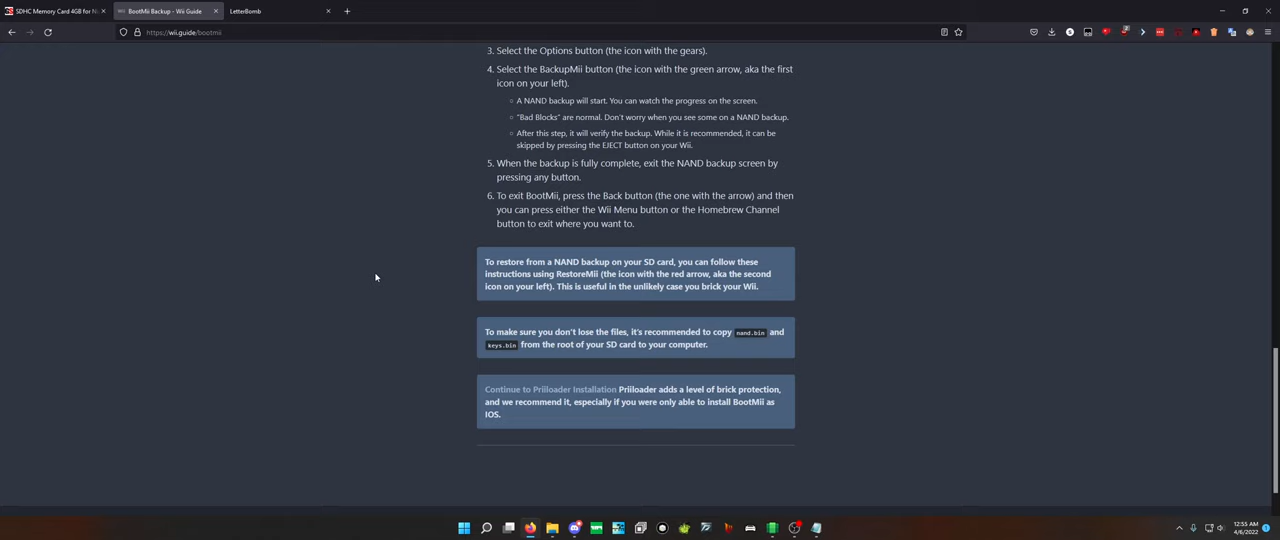 SDHC Memory Card 4GB for N
BootMii Backup - Wii Guide
LetterBomb
https://wii.guide/bootmii
3. Select the Options button (the icon with the gears).
4. Select the BackupMii button (the icon with the green arrow, aka the first
icon on your left).
A NAND backup will start. You can watch the progress on the screen.
"Bad Blocks" are normal. Don't worry when you see some on a NAND backup.
After this step, it will verify the backup. While it is recommended, it can be
skipped by pressing the EJECT button on your Wii.
5. When the backup is fully complete, exit the NAND backup screen by
pressing any button.
6. To exit BootMii, press the Back button (the one with the arrow) and then
you can press either the Wii Menu button or the Homebrew Channel
button to exit where you want to.
To restore from a NAND backup on your SD card, you can follow these
instructions using RestoreMii (the icon with the red arrow, aka the second
icon on your left). This is useful in the unlikely case you brick your Wii.
To make sure you don't lose the files, it's recommended to copy nand.bin and
keys.bin from the root of your SD card to your computer.
Continue to Priiloader Installation Priiloader adds a level of brick protection,
and we recommend it, especially if you were only able to install BootMii as
IOS.
12:55 AM
4/6/2022